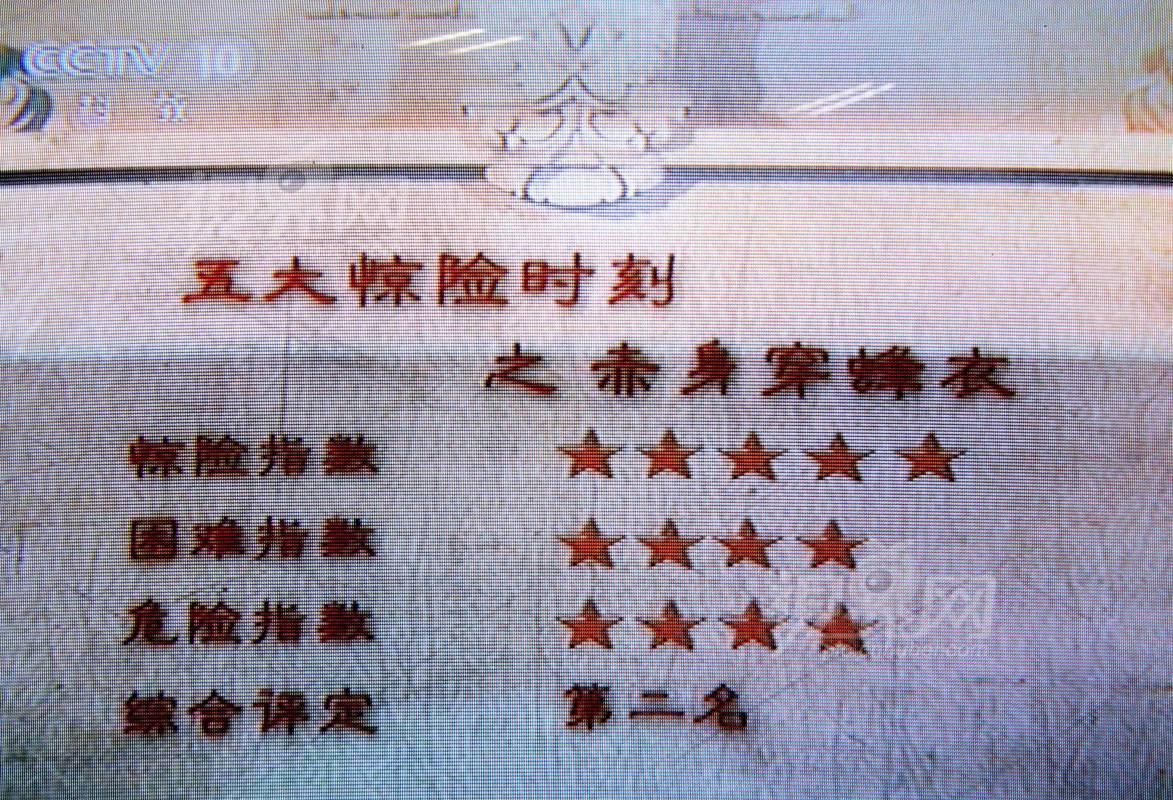 CCTV 10
科 教
五大惊险时刻
之 赤身穿蜂衣
惊险指数 ★★★★★
困难指数 ★★★★
危险指数 ★★★★
综合评定 第二名